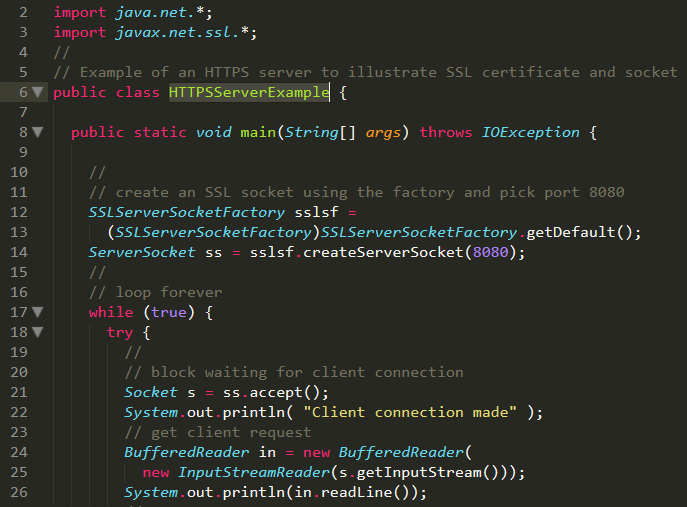 2 import java.net.*;
3 import javax.net.ssl.*;
4 //
5 // Example of an HTTPS server to illustrate SSL certificate and socket
6 public class HTTPSServerExample {
7
8 public static void main(String[] args) throws IOException {
9
10 //
11 // create an SSL socket using the factory and pick port 8080
12 SSLServerSocketFactory sslsf =
13 (SSLServerSocketFactory)SSLServerSocketFactory.getDefault();
14 ServerSocket ss = sslsf.createServerSocket(8080);
15 //
16 // loop forever
17 while (true) {
18 try {
19 //
20 // block waiting for client connection
21 Socket s = ss.accept();
22 System.out.println( "Client connection made" );
23 // get client request
24 BufferedReader in = new BufferedReader(
25 new InputStreamReader(s.getInputStream()));
26 System.out.println(in.readLine());